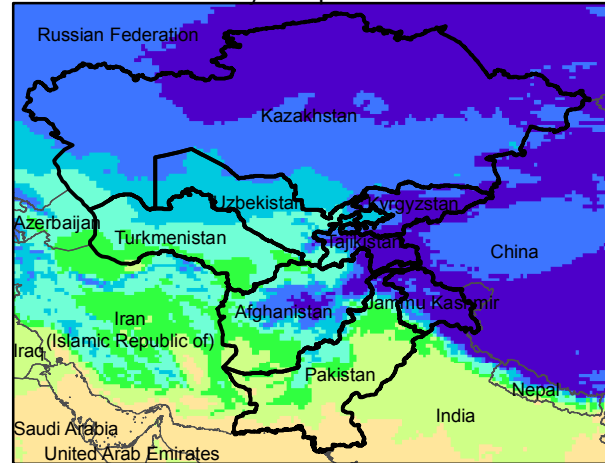 Russian Federation
Kazakhstan
Uzbekistan
Kyrgyzstan
Azerbaijan
Turkmenistan
Tajikistan
China
Jammu Kashmir
Afghanistan
Iran
(Islamic Republic of)
Iraq
Pakistan
Nepal
India
Saudi Arabia
United Arab Emirates